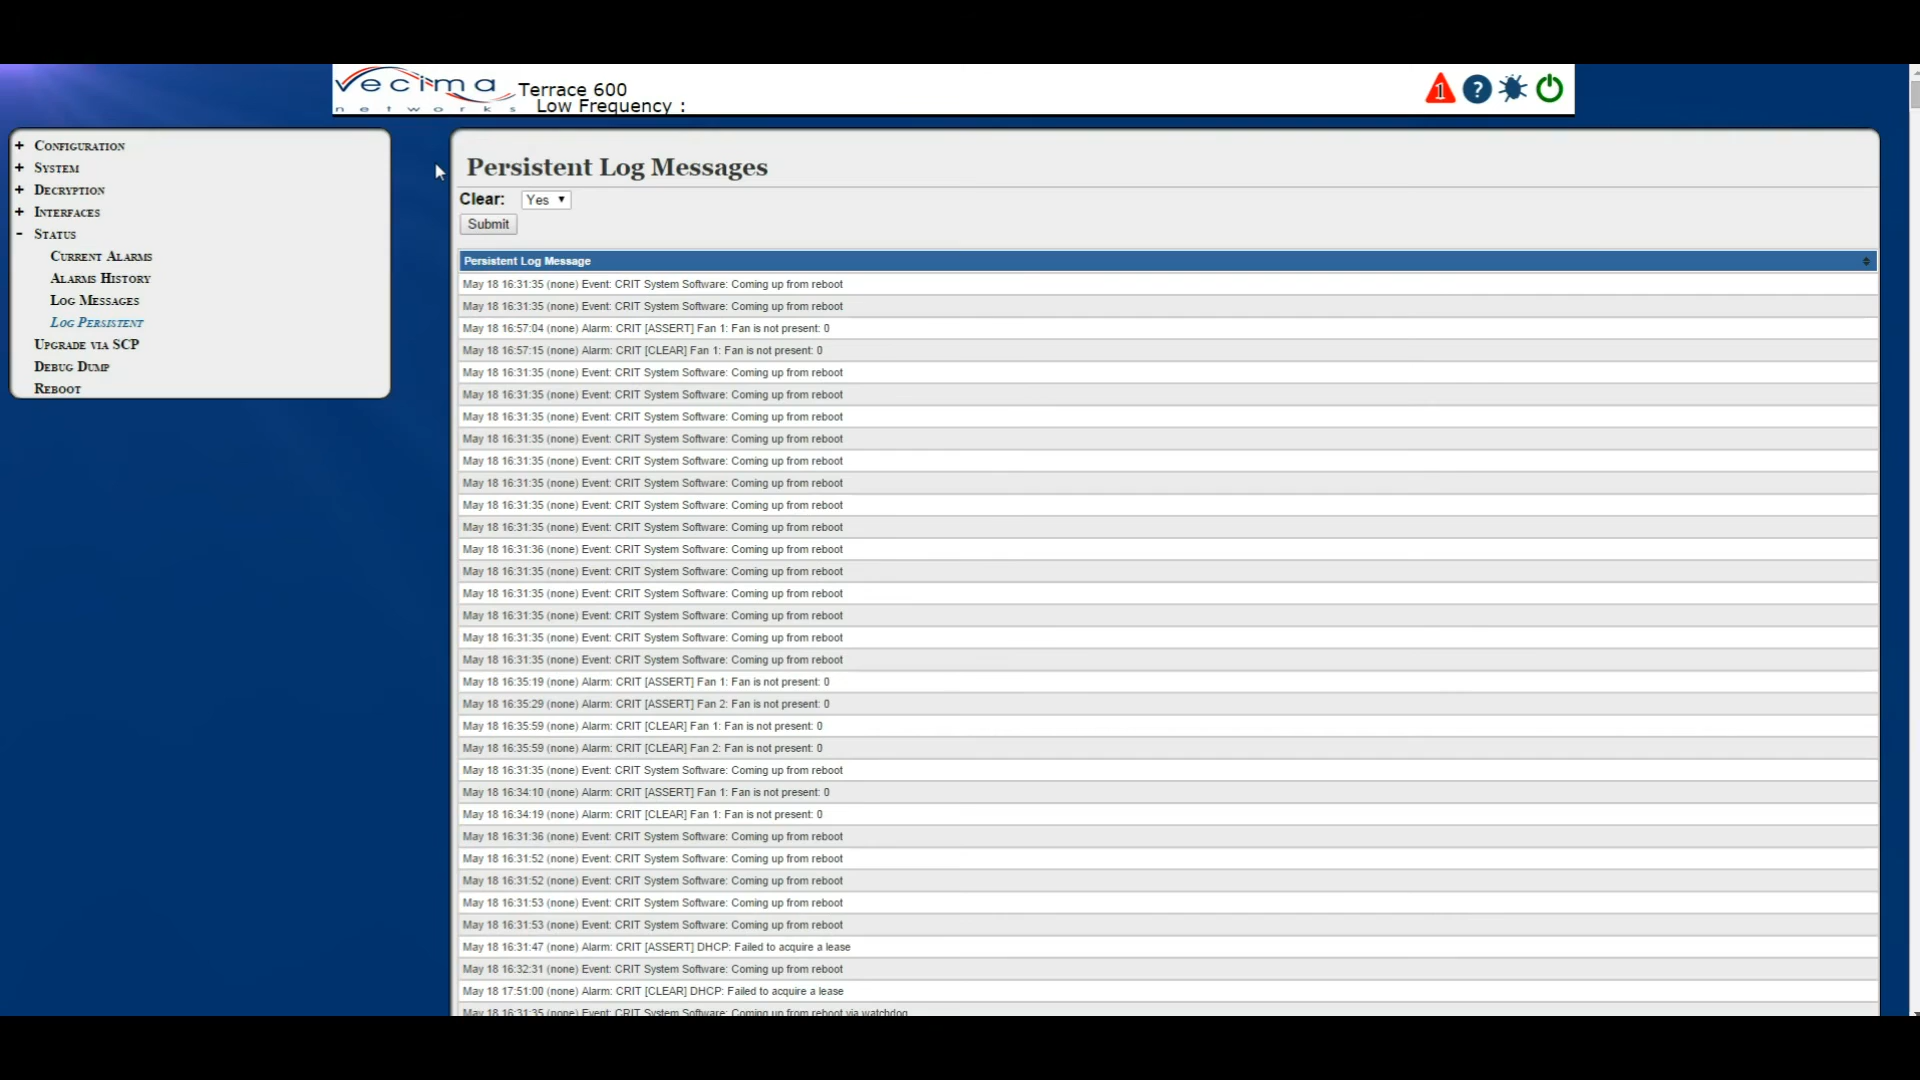 vecima
networks
Terrace 600
Low Frequency :
1
?
+ CONFIGURATION
+ SYSTEM
+ DECRYPTION
+ INTERFACES
- STATUS
CURRENT ALARMS
ALARMS HISTORY
LOG MESSAGES
LOG PERSISTENT
UPGRADE VIA SCP
DEBUG DUMP
REBOOT
Persistent Log Messages
Clear: Yes
Submit
Persistent Log Message
May 18 16:31:35 (none) Event: CRIT System Software: Coming up from reboot
May 18 16:31:35 (none) Event: CRIT System Software: Coming up from reboot
May 18 16:57:04 (none) Alarm: CRIT [ASSERT] Fan 1: Fan is not present: 0
May 18 16:57:15 (none) Alarm: CRIT [CLEAR] Fan 1: Fan is not present: 0
May 18 16:31:35 (none) Event: CRIT System Software: Coming up from reboot
May 18 16:31:35 (none) Event: CRIT System Software: Coming up from reboot
May 18 16:31:35 (none) Event: CRIT System Software: Coming up from reboot
May 18 16:31:35 (none) Event: CRIT System Software: Coming up from reboot
May 18 16:31:35 (none) Event: CRIT System Software: Coming up from reboot
May 18 16:31:35 (none) Event: CRIT System Software: Coming up from reboot
May 18 16:31:35 (none) Event: CRIT System Software: Coming up from reboot
May 18 16:31:35 (none) Event: CRIT System Software: Coming up from reboot
May 18 16:31:36 (none) Event: CRIT System Software: Coming up from reboot
May 18 16:31:35 (none) Event: CRIT System Software: Coming up from reboot
May 18 16:31:35 (none) Event: CRIT System Software: Coming up from reboot
May 18 16:31:35 (none) Event: CRIT System Software: Coming up from reboot
May 18 16:31:35 (none) Event: CRIT System Software: Coming up from reboot
May 18 16:31:35 (none) Event: CRIT System Software: Coming up from reboot
May 18 16:35:19 (none) Alarm: CRIT [ASSERT] Fan 1: Fan is not present: 0
May 18 16:35:29 (none) Alarm: CRIT [ASSERT] Fan 2: Fan is not present: 0
May 18 16:35:59 (none) Alarm: CRIT [CLEAR] Fan 1: Fan is not present: 0
May 18 16:35:59 (none) Alarm: CRIT [CLEAR] Fan 2: Fan is not present: 0
May 18 16:31:35 (none) Event: CRIT System Software: Coming up from reboot
May 18 16:34:10 (none) Alarm: CRIT [ASSERT] Fan 1: Fan is not present: 0
May 18 16:34:19 (none) Alarm: CRIT [CLEAR] Fan 1: Fan is not present: 0
May 18 16:31:36 (none) Event: CRIT System Software: Coming up from reboot
May 18 16:31:52 (none) Event: CRIT System Software: Coming up from reboot
May 18 16:31:52 (none) Event: CRIT System Software: Coming up from reboot
May 18 16:31:53 (none) Event: CRIT System Software: Coming up from reboot
May 18 16:31:53 (none) Event: CRIT System Software: Coming up from reboot
May 18 16:31:47 (none) Alarm: CRIT [ASSERT] DHCP: Failed to acquire a lease
May 18 16:32:31 (none) Event: CRIT System Software: Coming up from reboot
May 18 17:51:00 (none) Alarm: CRIT [CLEAR] DHCP: Failed to acquire a lease
May 18 16:31:35 (none) Event: CRIT System Software: Coming up from reboot via watchdog